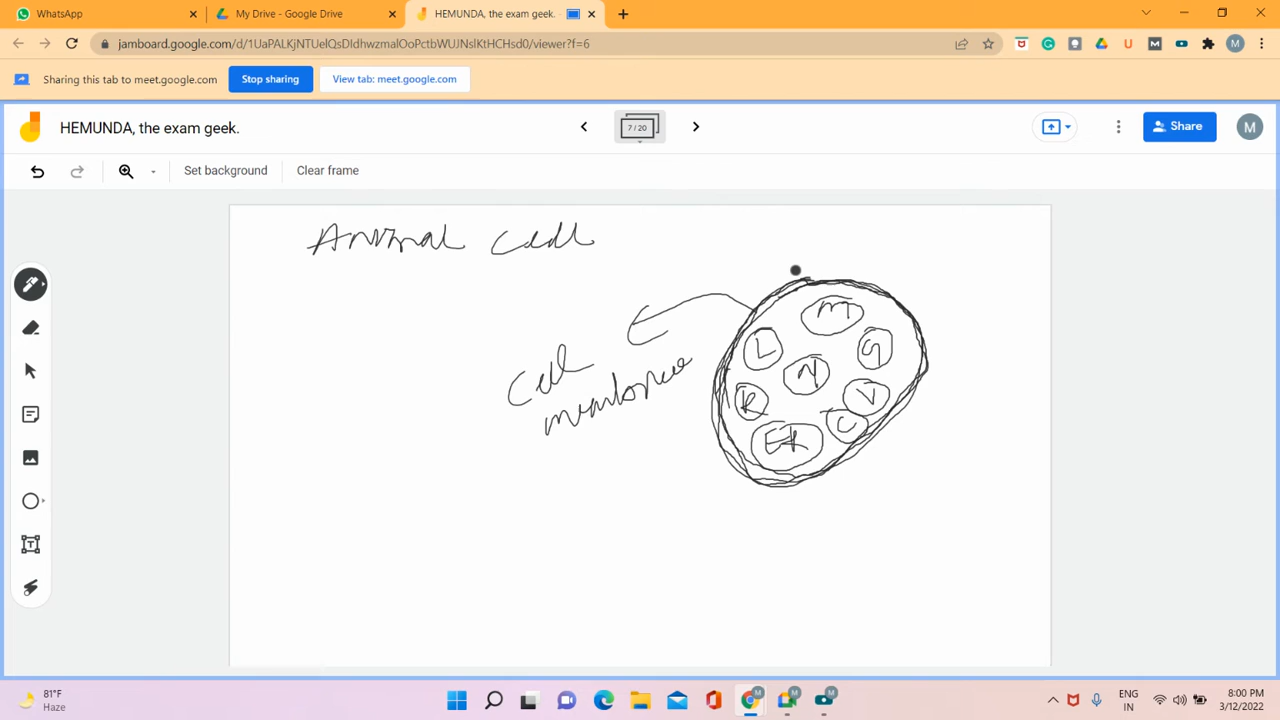 WhatsApp
My Drive - Google Drive
HEMUNDA, the exam geek.
jamboard.google.com/d/1UaPALKjNTUelQsDIdhwzmalOoPctbWUJNslKtHCHsd0/viewer?f=6
M
Sharing this tab to meet.google.com
Stop sharing
View tab: meet.google.com
HEMUNDA, the exam geek.
7 / 20
Share
M
Set background
Clear frame
Animal Cell
M
L
G
N
R
V
C
ER
Cell
membrane
81°F
Haze
ENG
IN
8:00 PM
3/12/2022